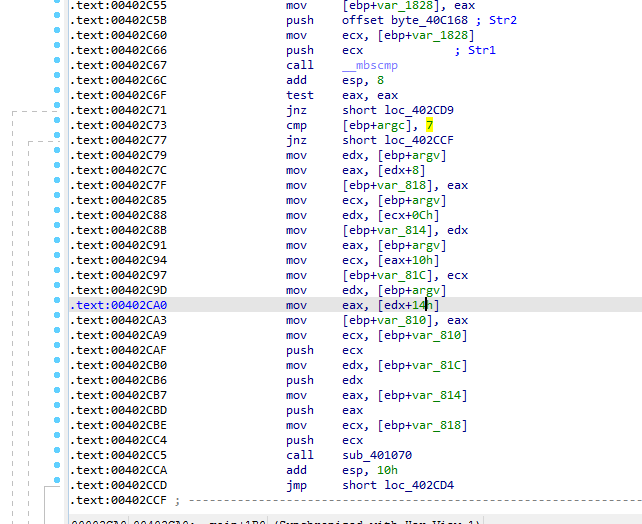 .text:00402C55 mov [ebp+var_1828], eax
.text:00402C5B push offset byte_40C168 ; Str2
.text:00402C60 mov ecx, [ebp+var_1828]
.text:00402C66 push ecx ; Str1
.text:00402C67 call __mbscmp
.text:00402C6C add esp, 8
.text:00402C6F test eax, eax
.text:00402C71 jnz short loc_402CD9
.text:00402C73 cmp [ebp+argc], 7
.text:00402C77 jnz short loc_402CCF
.text:00402C79 mov edx, [ebp+argv]
.text:00402C7C mov eax, [edx+8]
.text:00402C7F mov [ebp+var_818], eax
.text:00402C85 mov ecx, [ebp+argv]
.text:00402C88 mov edx, [ecx+0Ch]
.text:00402C8B mov [ebp+var_814], edx
.text:00402C91 mov eax, [ebp+argv]
.text:00402C94 mov ecx, [eax+10h]
.text:00402C97 mov [ebp+var_81C], ecx
.text:00402C9D mov edx, [ebp+argv]
.text:00402CA0 mov eax, [edx+14h]
.text:00402CA3 mov [ebp+var_810], eax
.text:00402CA9 mov ecx, [ebp+var_810]
.text:00402CAF push ecx
.text:00402CB0 mov edx, [ebp+var_81C]
.text:00402CB6 push edx
.text:00402CB7 mov eax, [ebp+var_814]
.text:00402CBD push eax
.text:00402CBE mov ecx, [ebp+var_818]
.text:00402CC4 push ecx
.text:00402CC5 call sub_401070
.text:00402CCA add esp, 10h
.text:00402CCD jmp short loc_402CD4
.text:00402CCF ; ---------------------------------------------------------------